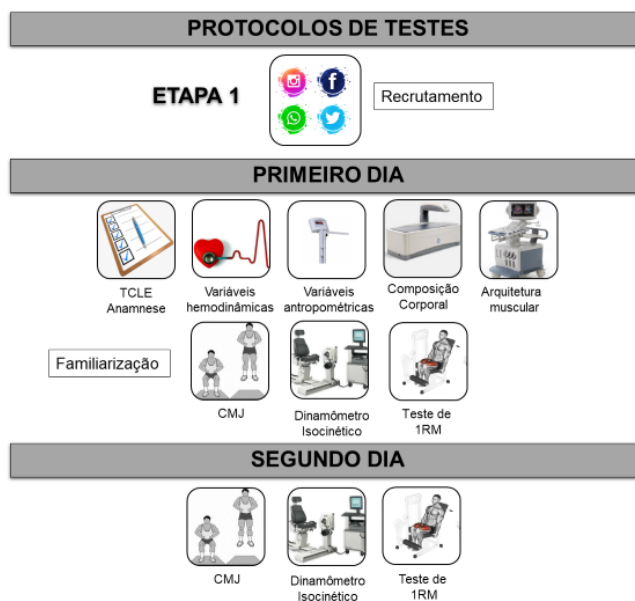 PROTOCOLOS DE TESTES
ETAPA 1
Recrutamento
PRIMEIRO DIA
TCLE
Anamnese
Variáveis
hemodinâmicas
Variáveis
antropométricas
Composição
Corporal
Arquitetura
muscular
Familiarização
CMJ
Dinamômetro
Isocinético
Teste de
1RM
SEGUNDO DIA
CMJ
Dinamômetro
Isocinético
Teste de
1RM